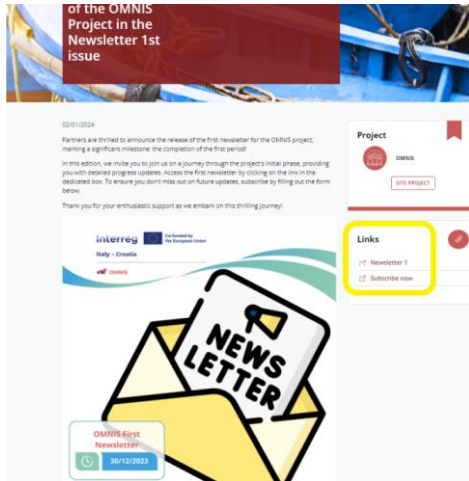 of the OMNIS
Project in the
Newsletter 1st
issue
02/01/2024
Partners are thrilled to announce the release of the first newsletter for the OMNIS project,
marking a significant milestone: the completion of the first period!
In this edition, we invite you to join us on a journey through the project's initial phase, providing
you with detailed progress updates. Access the first newsletter by clicking on the link in the
dedicated box. To ensure you don't miss out on future updates, subscribe by filling out the form
below.
Thank you for your enthusiastic support as we embark on this thrilling journey!
Interreg
Co-funded by
the European Union
Italy – Croatia
OMNIS
NEWS
LETTER
OMNIS First
Newsletter
30/12/2023
Project
OMNIS
SITE PROJECT
Links
Newsletter 1
Subscribe now